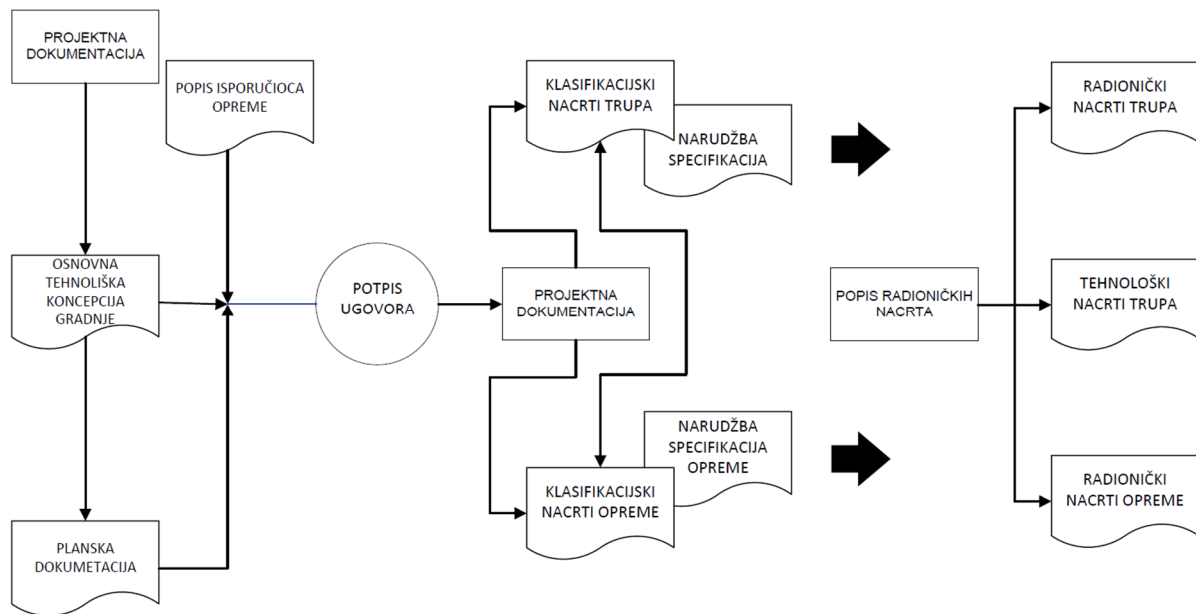 PROJEKTNA
DOKUMENTACIJA
POPIS ISPORUČIOCA
OPREME
OSNOVNA
TEHNOLIŠKA
KONCEPCIJA
GRADNJE
PLANSKA
DOKUMETACIJA
POTPIS
UGOVORA
KLASIFIKACIJSKI
NACRTI TRUPA
NARUDŽBA
SPECIFIKACIJA
PROJEKTNA
DOKUMENTACIJA
NARUDŽBA
SPECIFIKACIJA
OPREME
KLASIFIKACIJSKI
NACRTI OPREME
POPIS RADIONIČKIH
NACRTA
RADIONIČKI
NACRTI TRUPA
TEHNOLOŠKI
NACRTI TRUPA
RADIONIČKI
NACRTI OPREME